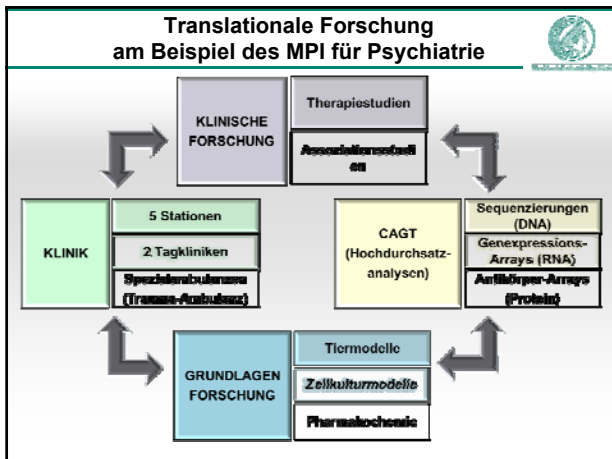 Translationale Forschung
am Beispiel des MPI für Psychiatrie
KLINISCHE
FORSCHUNG
Therapiestudien
Assoziationsstudi
en
KLINIK
5 Stationen
2 Tagkliniken
Spezialambulanzen
(Trauma-Ambulanz)
CAGT
(Hochdurchsatz-
analysen)
Sequenzierungen
(DNA)
Genexpressions-
Arrays (RNA)
Antikörper-Arrays
(Protein)
GRUNDLAGEN
FORSCHUNG
Tiermodelle
Zellkulturmodelle
Pharmakochemie